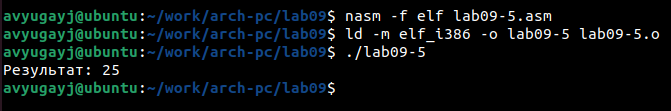 avyugayj@ubuntu:~/work/arch-pc/lab09$ nasm -f elf lab09-5.asm
avyugayj@ubuntu:~/work/arch-pc/lab09$ ld -m elf_i386 -o lab09-5 lab09-5.o
avyugayj@ubuntu:~/work/arch-pc/lab09$ ./lab09-5
Результат: 25
avyugayj@ubuntu:~/work/arch-pc/lab09$